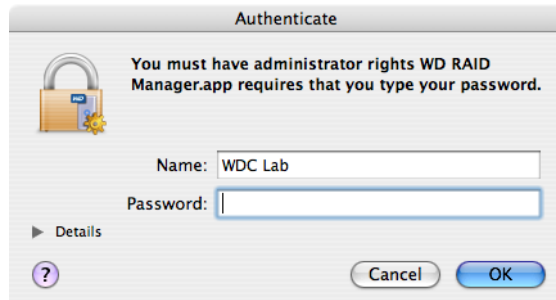 Authenticate
You must have administrator rights WD RAID
Manager.app requires that you type your password.
WD
Name: WDC Lab
Password:
Details
?
Cancel OK